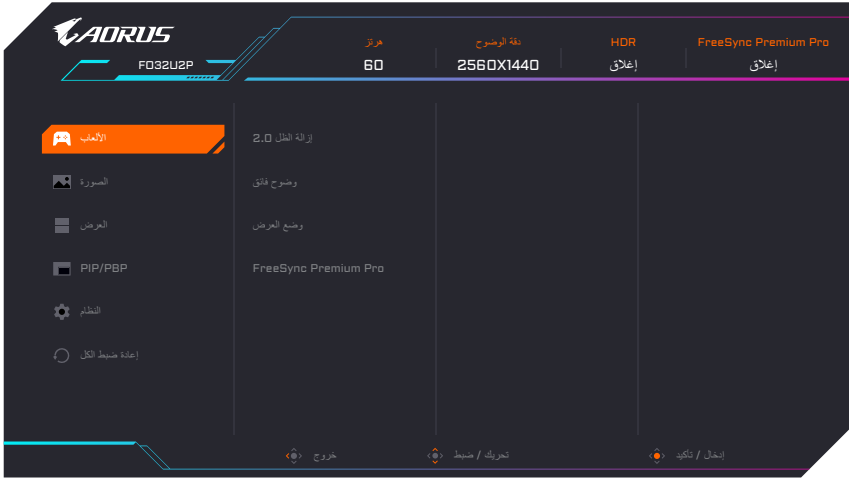 AORUS
FO32U2P
هرتز
60
دقة الوضوح
2560X1440
HDR
إغلاق
FreeSync Premium Pro
إغلاق
الألعاب
الصورة
العرض
PIP/PBP
النظام
إعادة ضبط الكل
إزالة الظل 2.0
وضوح فائق
وضع العرض
FreeSync Premium Pro
خروج
تحريك / ضبط
إدخال / تأكيد